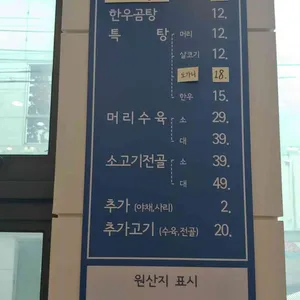 한우곰탕 12.
특 탕 머리 12.
살코기 12.
도가니 18.
한우 15.
머리수육 소 29.
대 39.
소고기전골 소 39.
대 49.
추가 (야채,사리) 2.
추가고기 (수육,전골) 20.
원산지 표시